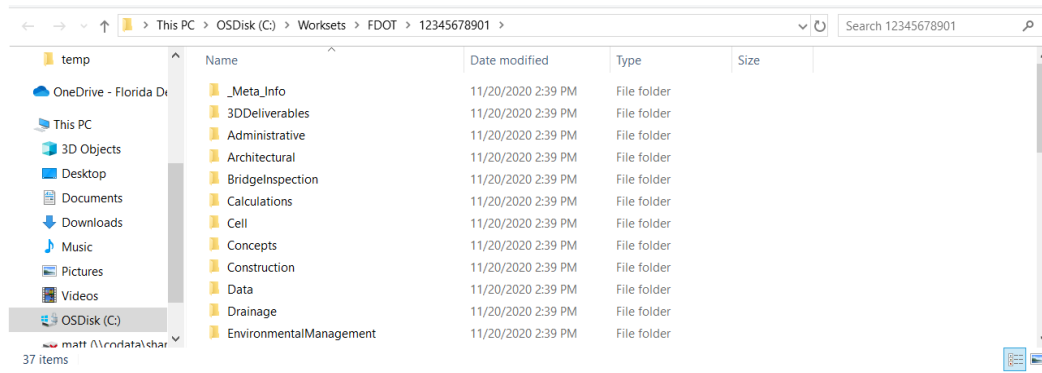 This PC > OSDisk (C:) > Worksets > FDOT > 12345678901 >
Search 12345678901
Name Date modified Type Size
temp
OneDrive - Florida De
This PC
3D Objects
Desktop
Documents
Downloads
Music
Pictures
Videos
OSDisk (C:)
matt (\\codata\shar
_Meta_Info 11/20/2020 2:39 PM File folder
3DDeliverables 11/20/2020 2:39 PM File folder
Administrative 11/20/2020 2:39 PM File folder
Architectural 11/20/2020 2:39 PM File folder
BridgeInspection 11/20/2020 2:39 PM File folder
Calculations 11/20/2020 2:39 PM File folder
Cell 11/20/2020 2:39 PM File folder
Concepts 11/20/2020 2:39 PM File folder
Construction 11/20/2020 2:39 PM File folder
Data 11/20/2020 2:39 PM File folder
Drainage 11/20/2020 2:39 PM File folder
EnvironmentalManagement 11/20/2020 2:39 PM File folder
37 items